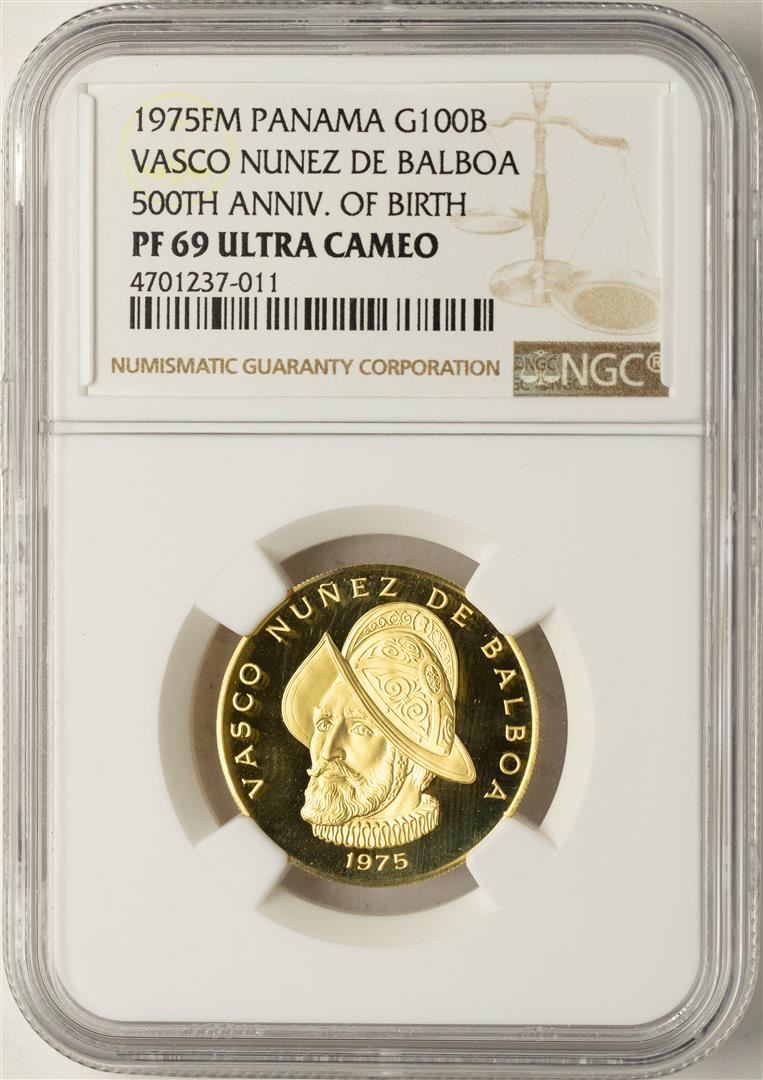 1975FM PANAMA G100B
VASCO NUNEZ DE BALBOA
500TH ANNIV. OF BIRTH
PF 69 ULTRA CAMEO
4701237-011
NUMISMATIC GUARANTY CORPORATION
NGC®
VASCO NUÑEZ DE BALBOA
1975